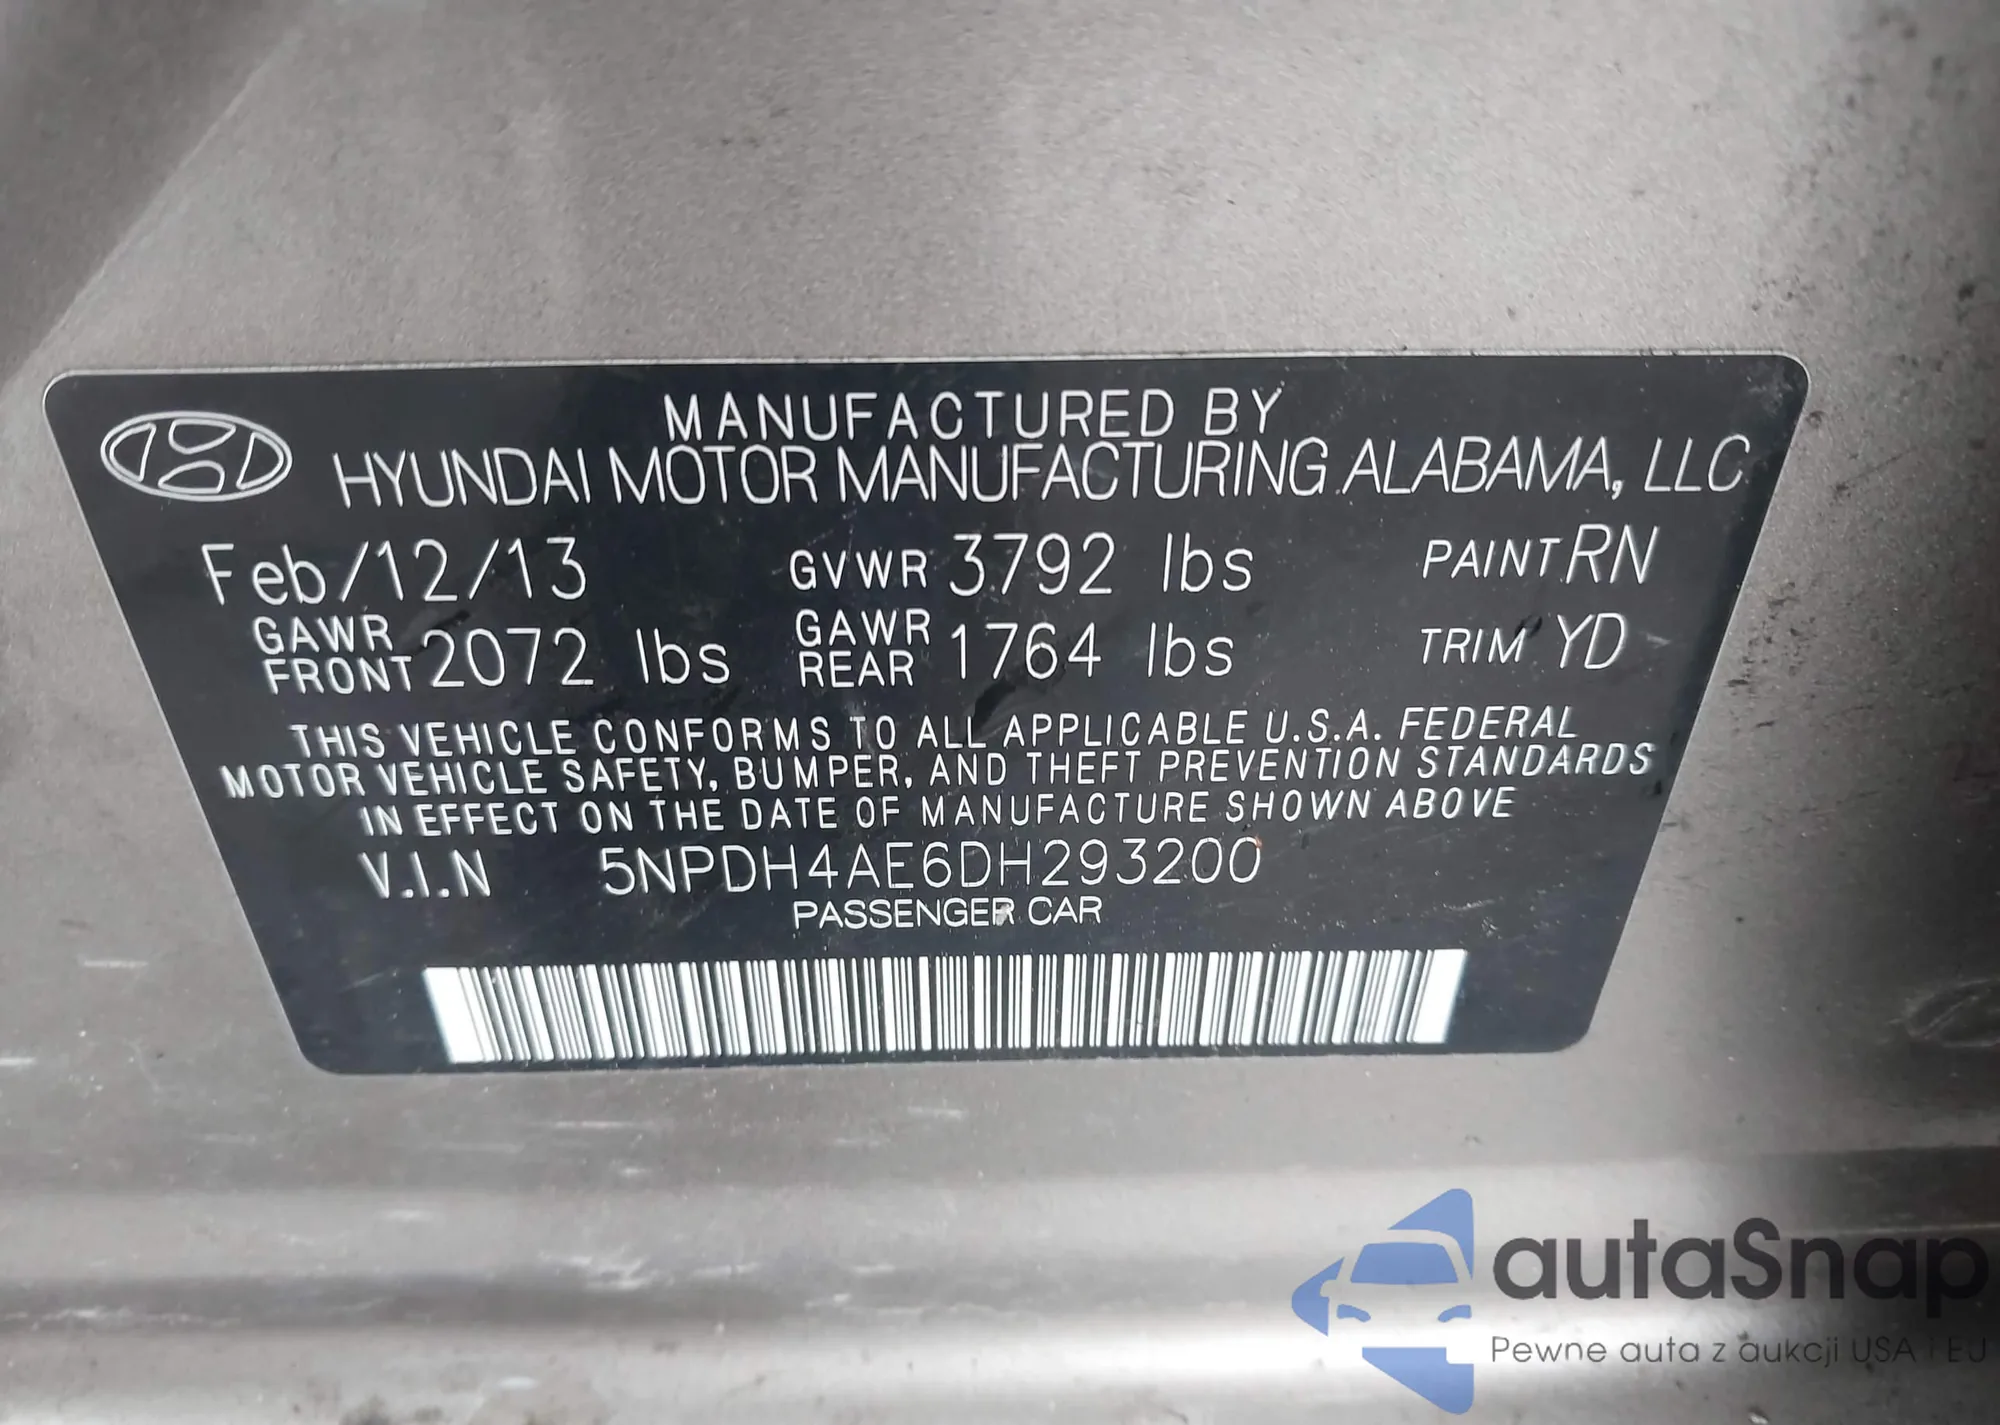 MANUFACTURED BY
HYUNDAI MOTOR MANUFACTURING ALABAMA, LLC
Feb/12/13 GVWR 3792 lbs PAINT RN
GAWR FRONT 2072 lbs GAWR REAR 1764 lbs TRIM YD
THIS VEHICLE CONFORMS TO ALL APPLICABLE U.S.A. FEDERAL
MOTOR VEHICLE SAFETY, BUMPER, AND THEFT PREVENTION STANDARDS
IN EFFECT ON THE DATE OF MANUFACTURE SHOWN ABOVE
V.I.N 5NPDH4AE6DH293200
PASSENGER CAR
autaSnap
Pewne auta z aukcji USA i EU